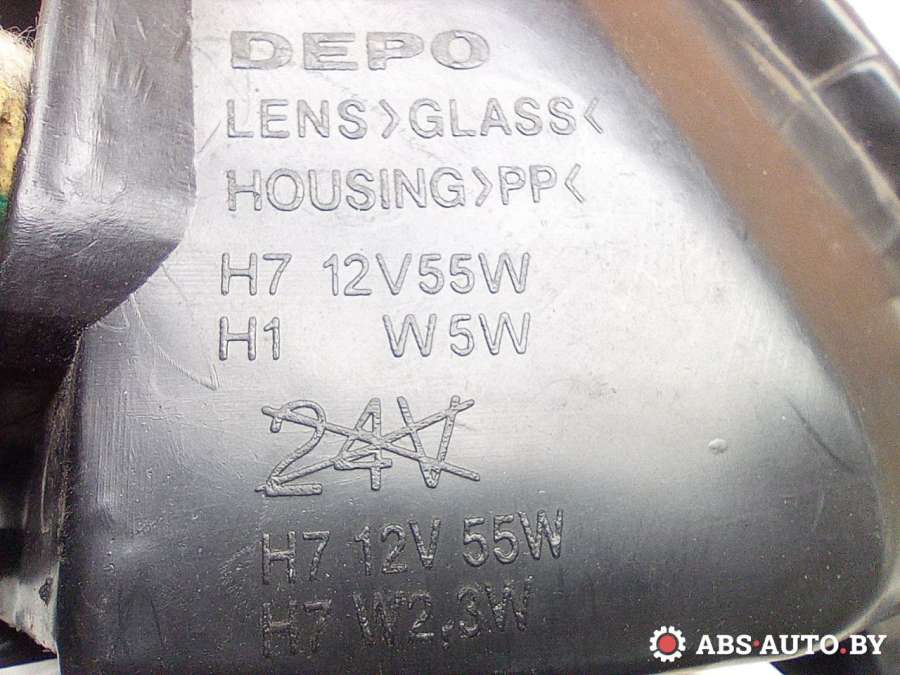 DEPO
LENS>GLASS<
HOUSING>PP<
H7 12V55W
H1 W5W
24V
H7 12V 55W
H7 W2,3W
ABS-AUTO.BY